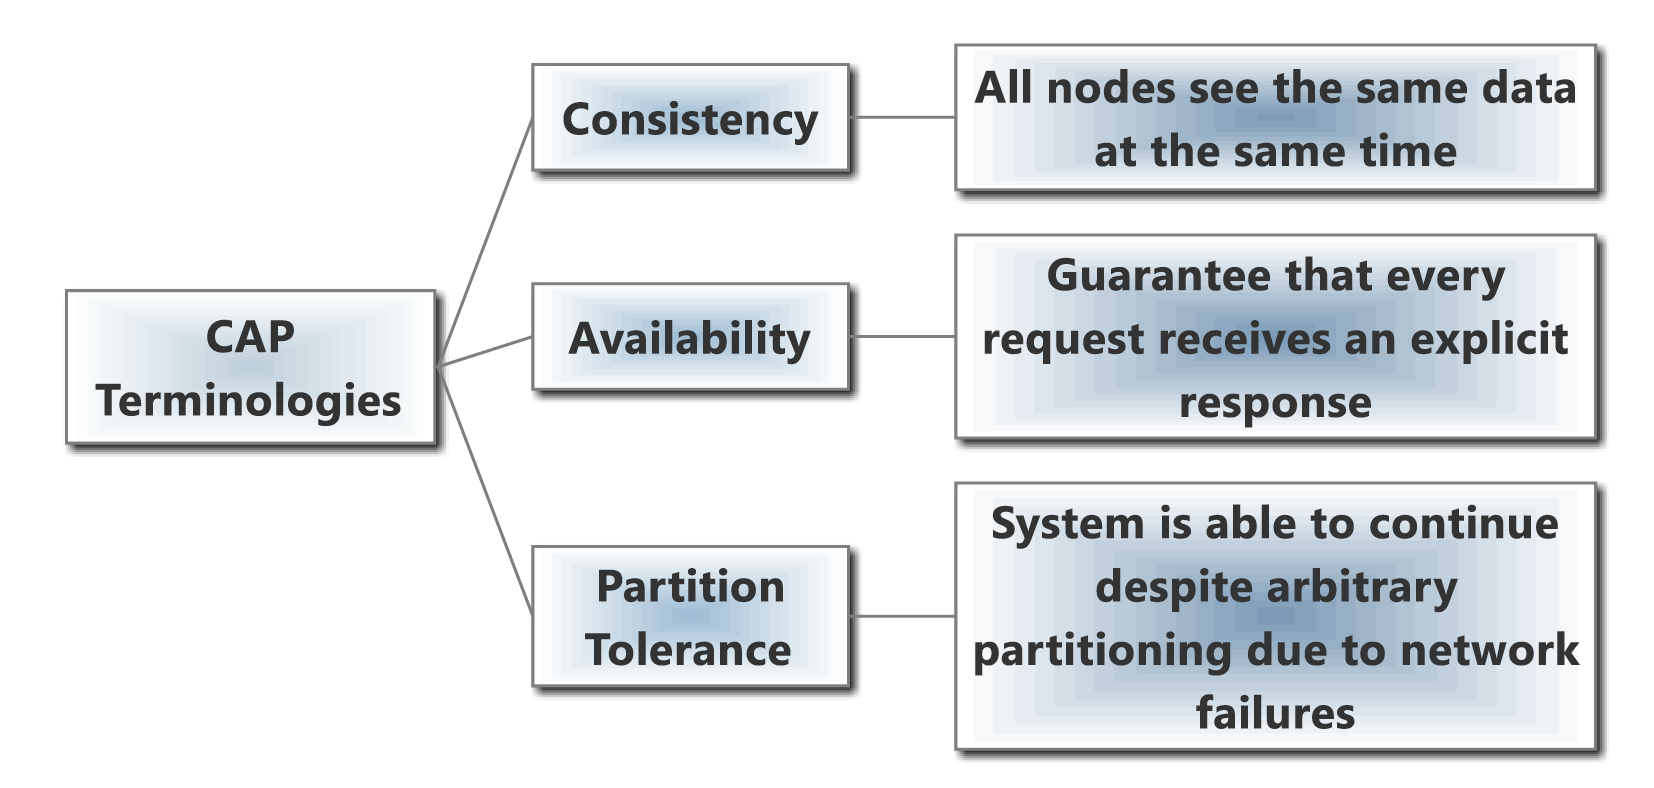 CAP
Terminologies
Consistency
All nodes see the same data
at the same time
Availability
Guarantee that every
request receives an explicit
response
Partition
Tolerance
System is able to continue
despite arbitrary
partitioning due to network
failures